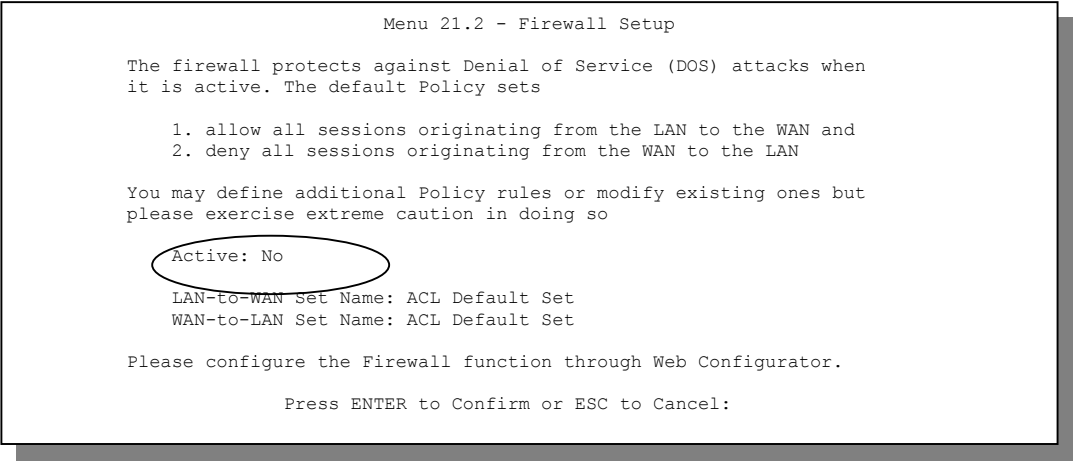 Menu 21.2 - Firewall Setup
The firewall protects against Denial of Service (DOS) attacks when
it is active. The default Policy sets
1. allow all sessions originating from the LAN to the WAN and
2. deny all sessions originating from the WAN to the LAN
You may define additional Policy rules or modify existing ones but
please exercise extreme caution in doing so
Active: No
LAN-to-WAN Set Name: ACL Default Set
WAN-to-LAN Set Name: ACL Default Set
Please configure the Firewall function through Web Configurator.
Press ENTER to Confirm or ESC to Cancel: